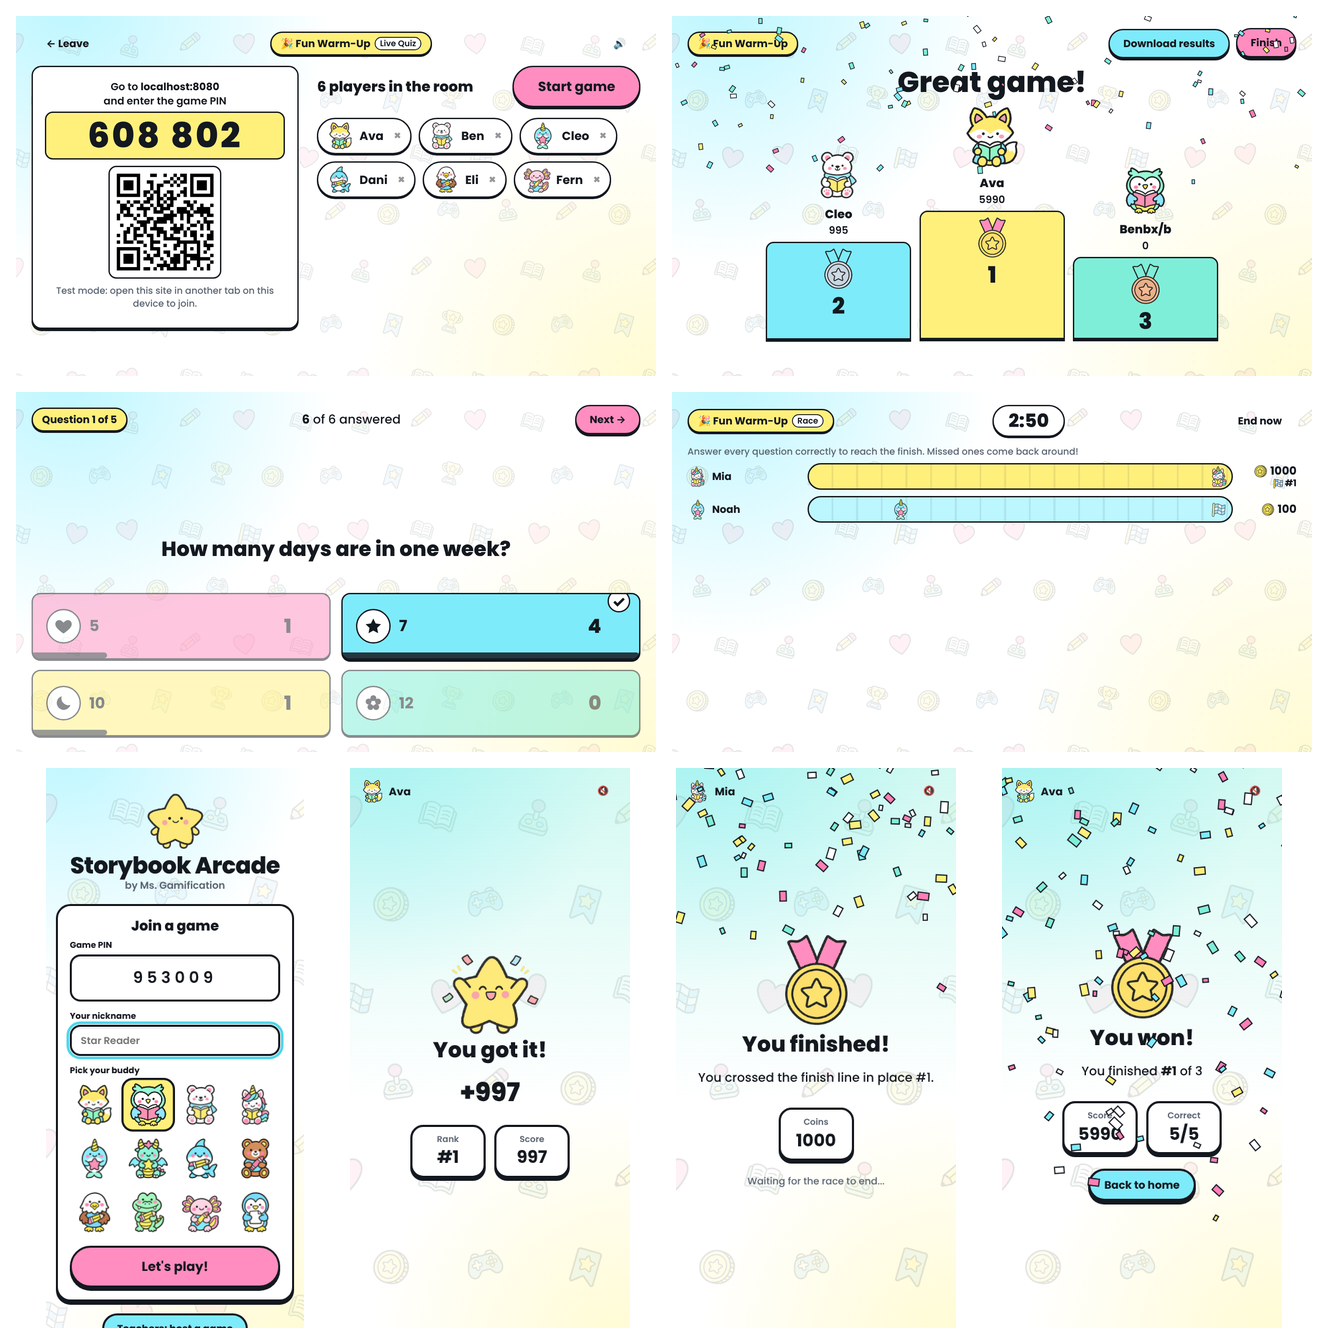 ← Leave
🎉 Fun Warm-Up Live Quiz
Go to localhost:8080
and enter the game PIN
608 802
Test mode: open this site in another tab on this
device to join.
6 players in the room
Start game
Ava ×
Ben ×
Cleo ×
Dani ×
Eli ×
Fern ×
🎉 Fun Warm-Up
Download results
Finish
Great game!
Cleo
995
2
Ava
5990
1
Benbx/b
0
3
Question 1 of 5
6 of 6 answered
Next →
How many days are in one week?
5 1
7 4
10 1
12 0
🎉 Fun Warm-Up Race
2:50
End now
Answer every question correctly to reach the finish. Missed ones come back around!
Mia
1000
#1
Noah
100
Storybook Arcade
by Ms. Gamification
Join a game
Game PIN
953009
Your nickname
Star Reader
Pick your buddy
Let's play!
Teachers: host a game
Ava
You got it!
+997
Rank
#1
Score
997
Mia
You finished!
You crossed the finish line in place #1.
Coins
1000
Waiting for the race to end...
Ava
You won!
You finished #1 of 3
Score
5990
Correct
5/5
Back to home